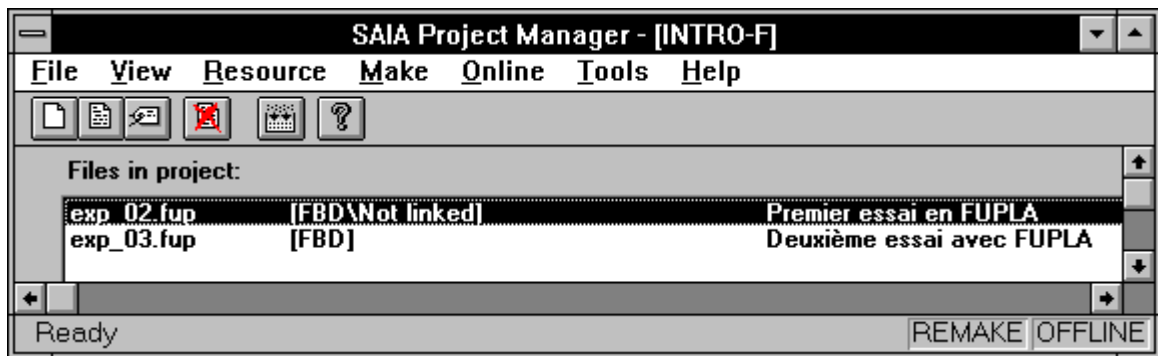 SAIA Project Manager - [INTRO-F]
File View Resource Make Online Tools Help
Files in project:
exp_02.fup [FBD\Not linked] Premier essai en FUPLA
exp_03.fup [FBD] Deuxième essai avec FUPLA
Ready REMAKE OFFLINE